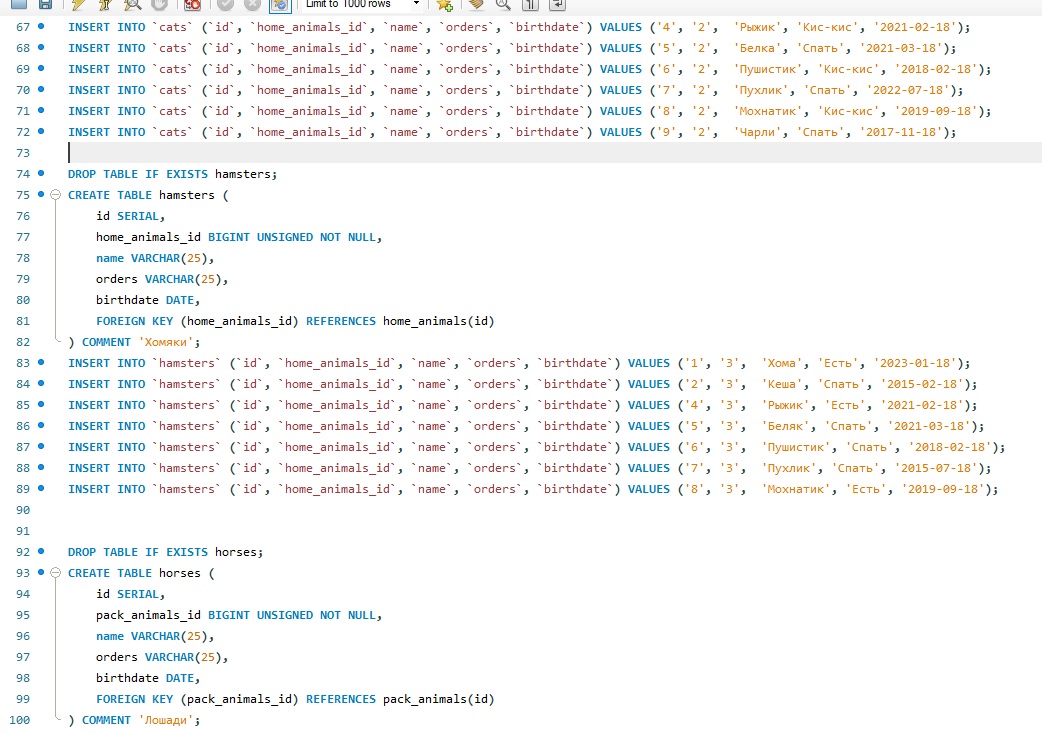 Limit to 1000 rows
67 INSERT INTO `cats` (`id`, `home_animals_id`, `name`, `orders`, `birthdate`) VALUES ('4', '2', 'Рыжик', 'Кис-кис', '2021-02-18');
68 INSERT INTO `cats` (`id`, `home_animals_id`, `name`, `orders`, `birthdate`) VALUES ('5', '2', 'Белка', 'Спать', '2021-03-18');
69 INSERT INTO `cats` (`id`, `home_animals_id`, `name`, `orders`, `birthdate`) VALUES ('6', '2', 'Пушистик', 'Кис-кис', '2018-02-18');
70 INSERT INTO `cats` (`id`, `home_animals_id`, `name`, `orders`, `birthdate`) VALUES ('7', '2', 'Пухлик', 'Спать', '2022-07-18');
71 INSERT INTO `cats` (`id`, `home_animals_id`, `name`, `orders`, `birthdate`) VALUES ('8', '2', 'Мохнатик', 'Кис-кис', '2019-09-18');
72 INSERT INTO `cats` (`id`, `home_animals_id`, `name`, `orders`, `birthdate`) VALUES ('9', '2', 'Чарли', 'Спать', '2017-11-18');
73
74 DROP TABLE IF EXISTS hamsters;
75 CREATE TABLE hamsters (
76 id SERIAL,
77 home_animals_id BIGINT UNSIGNED NOT NULL,
78 name VARCHAR(25),
79 orders VARCHAR(25),
80 birthdate DATE,
81 FOREIGN KEY (home_animals_id) REFERENCES home_animals(id)
82 ) COMMENT 'Хомяки';
83 INSERT INTO `hamsters` (`id`, `home_animals_id`, `name`, `orders`, `birthdate`) VALUES ('1', '3', 'Хома', 'Есть', '2023-01-18');
84 INSERT INTO `hamsters` (`id`, `home_animals_id`, `name`, `orders`, `birthdate`) VALUES ('2', '3', 'Кеша', 'Спать', '2015-02-18');
85 INSERT INTO `hamsters` (`id`, `home_animals_id`, `name`, `orders`, `birthdate`) VALUES ('4', '3', 'Рыжик', 'Есть', '2021-02-18');
86 INSERT INTO `hamsters` (`id`, `home_animals_id`, `name`, `orders`, `birthdate`) VALUES ('5', '3', 'Беляк', 'Спать', '2021-03-18');
87 INSERT INTO `hamsters` (`id`, `home_animals_id`, `name`, `orders`, `birthdate`) VALUES ('6', '3', 'Пушистик', 'Спать', '2018-02-18');
88 INSERT INTO `hamsters` (`id`, `home_animals_id`, `name`, `orders`, `birthdate`) VALUES ('7', '3', 'Пухлик', 'Спать', '2015-07-18');
89 INSERT INTO `hamsters` (`id`, `home_animals_id`, `name`, `orders`, `birthdate`) VALUES ('8', '3', 'Мохнатик', 'Есть', '2019-09-18');
90
91
92 DROP TABLE IF EXISTS horses;
93 CREATE TABLE horses (
94 id SERIAL,
95 pack_animals_id BIGINT UNSIGNED NOT NULL,
96 name VARCHAR(25),
97 orders VARCHAR(25),
98 birthdate DATE,
99 FOREIGN KEY (pack_animals_id) REFERENCES pack_animals(id)
100 ) COMMENT 'Лошади';